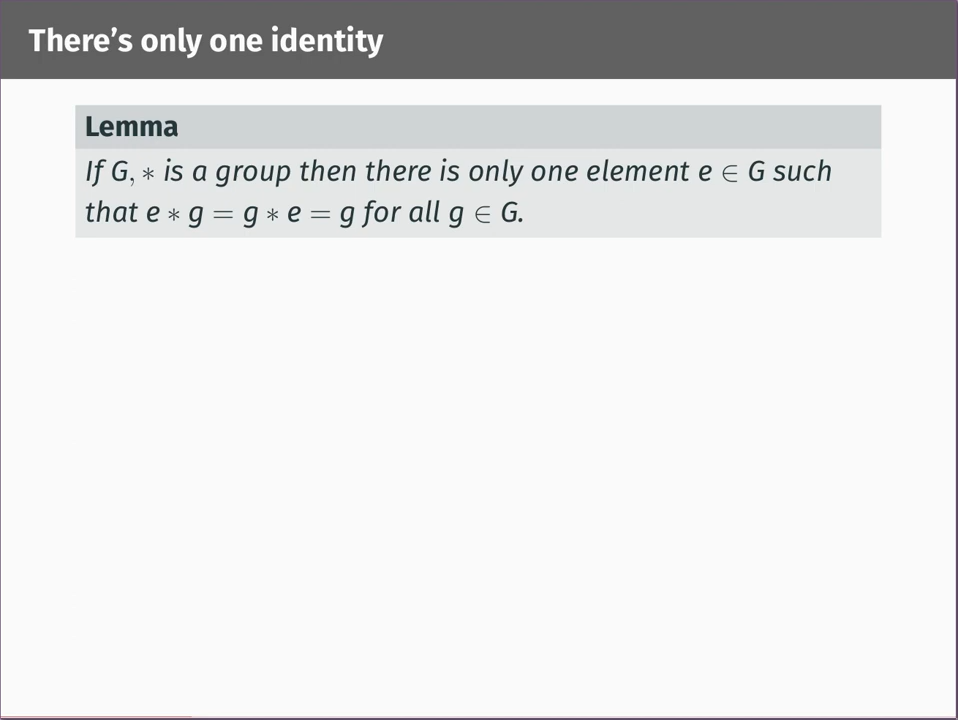 There’s only one identity
Lemma
If G, ∗ is a group then there is only one element e ∈ G such
that e ∗ g = g ∗ e = g for all g ∈ G.